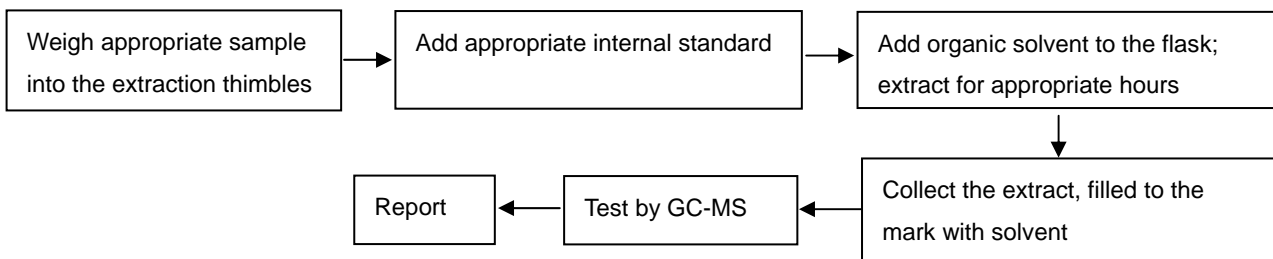 Weigh appropriate sample
into the extraction thimbles
Add appropriate internal standard
Add organic solvent to the flask;
extract for appropriate hours
Collect the extract, filled to the
mark with solvent
Test by GC-MS
Report